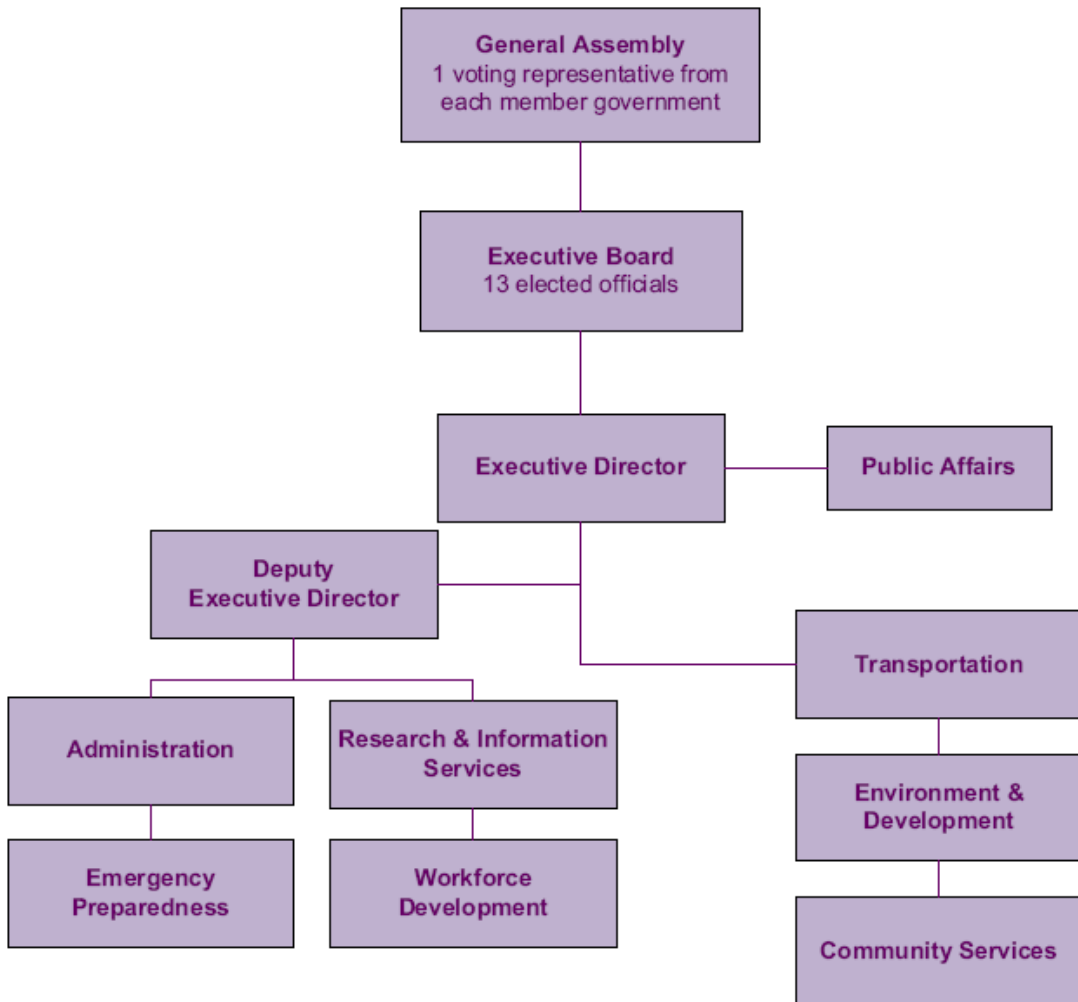 General Assembly
1 voting representative from
each member government
Executive Board
13 elected officials
Executive Director
Public Affairs
Deputy
Executive Director
Transportation
Administration
Research & Information
Services
Environment &
Development
Emergency
Preparedness
Workforce
Development
Community Services